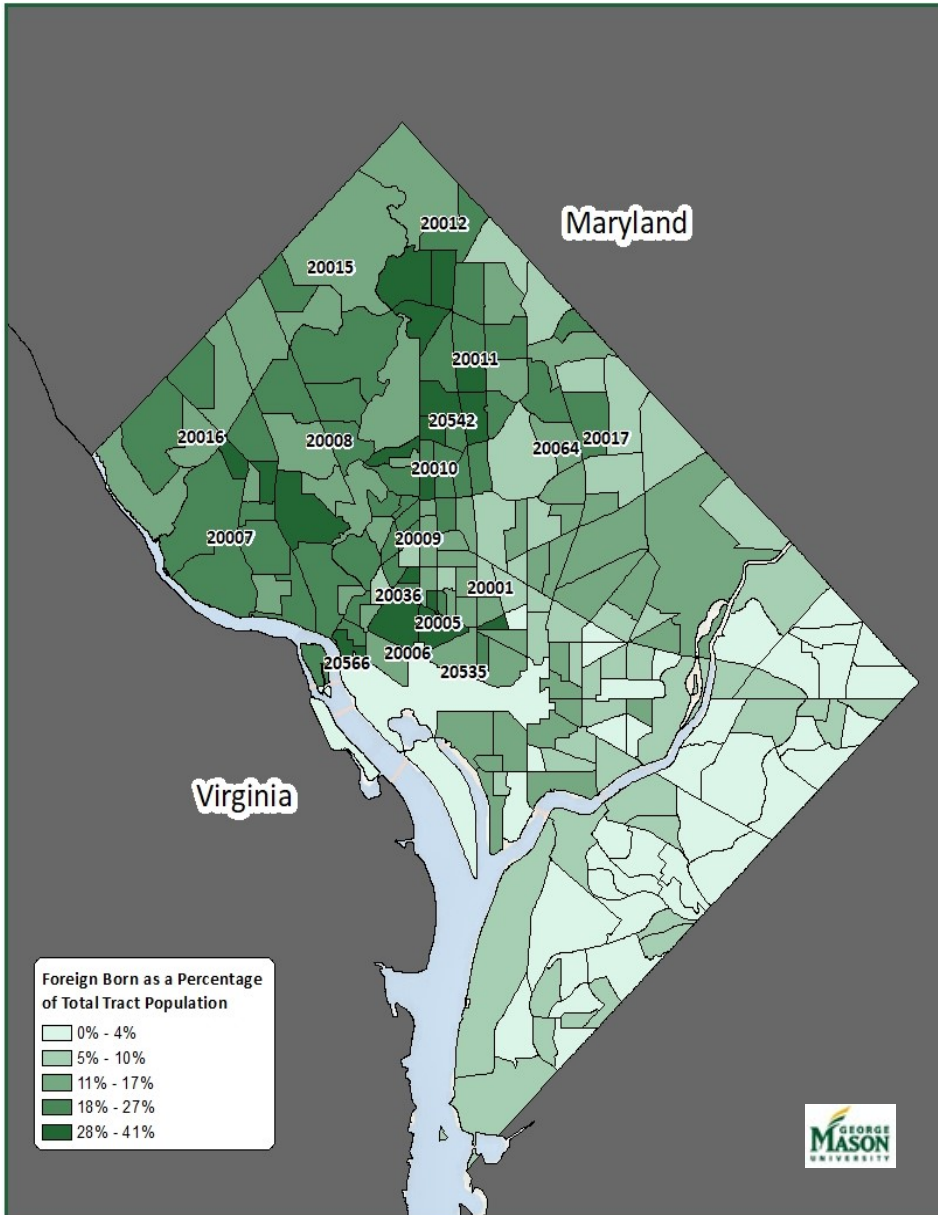 Maryland
20012
20015
20011
20542
20017
20016
20008
20064
20010
20007
20009
20001
20036
20005
20006
20566
20535
Virginia
Foreign Born as a Percentage
of Total Tract Population
0% - 4%
5% - 10%
11% - 17%
18% - 27%
28% - 41%
GEORGE
MASON
UNIVERSITY